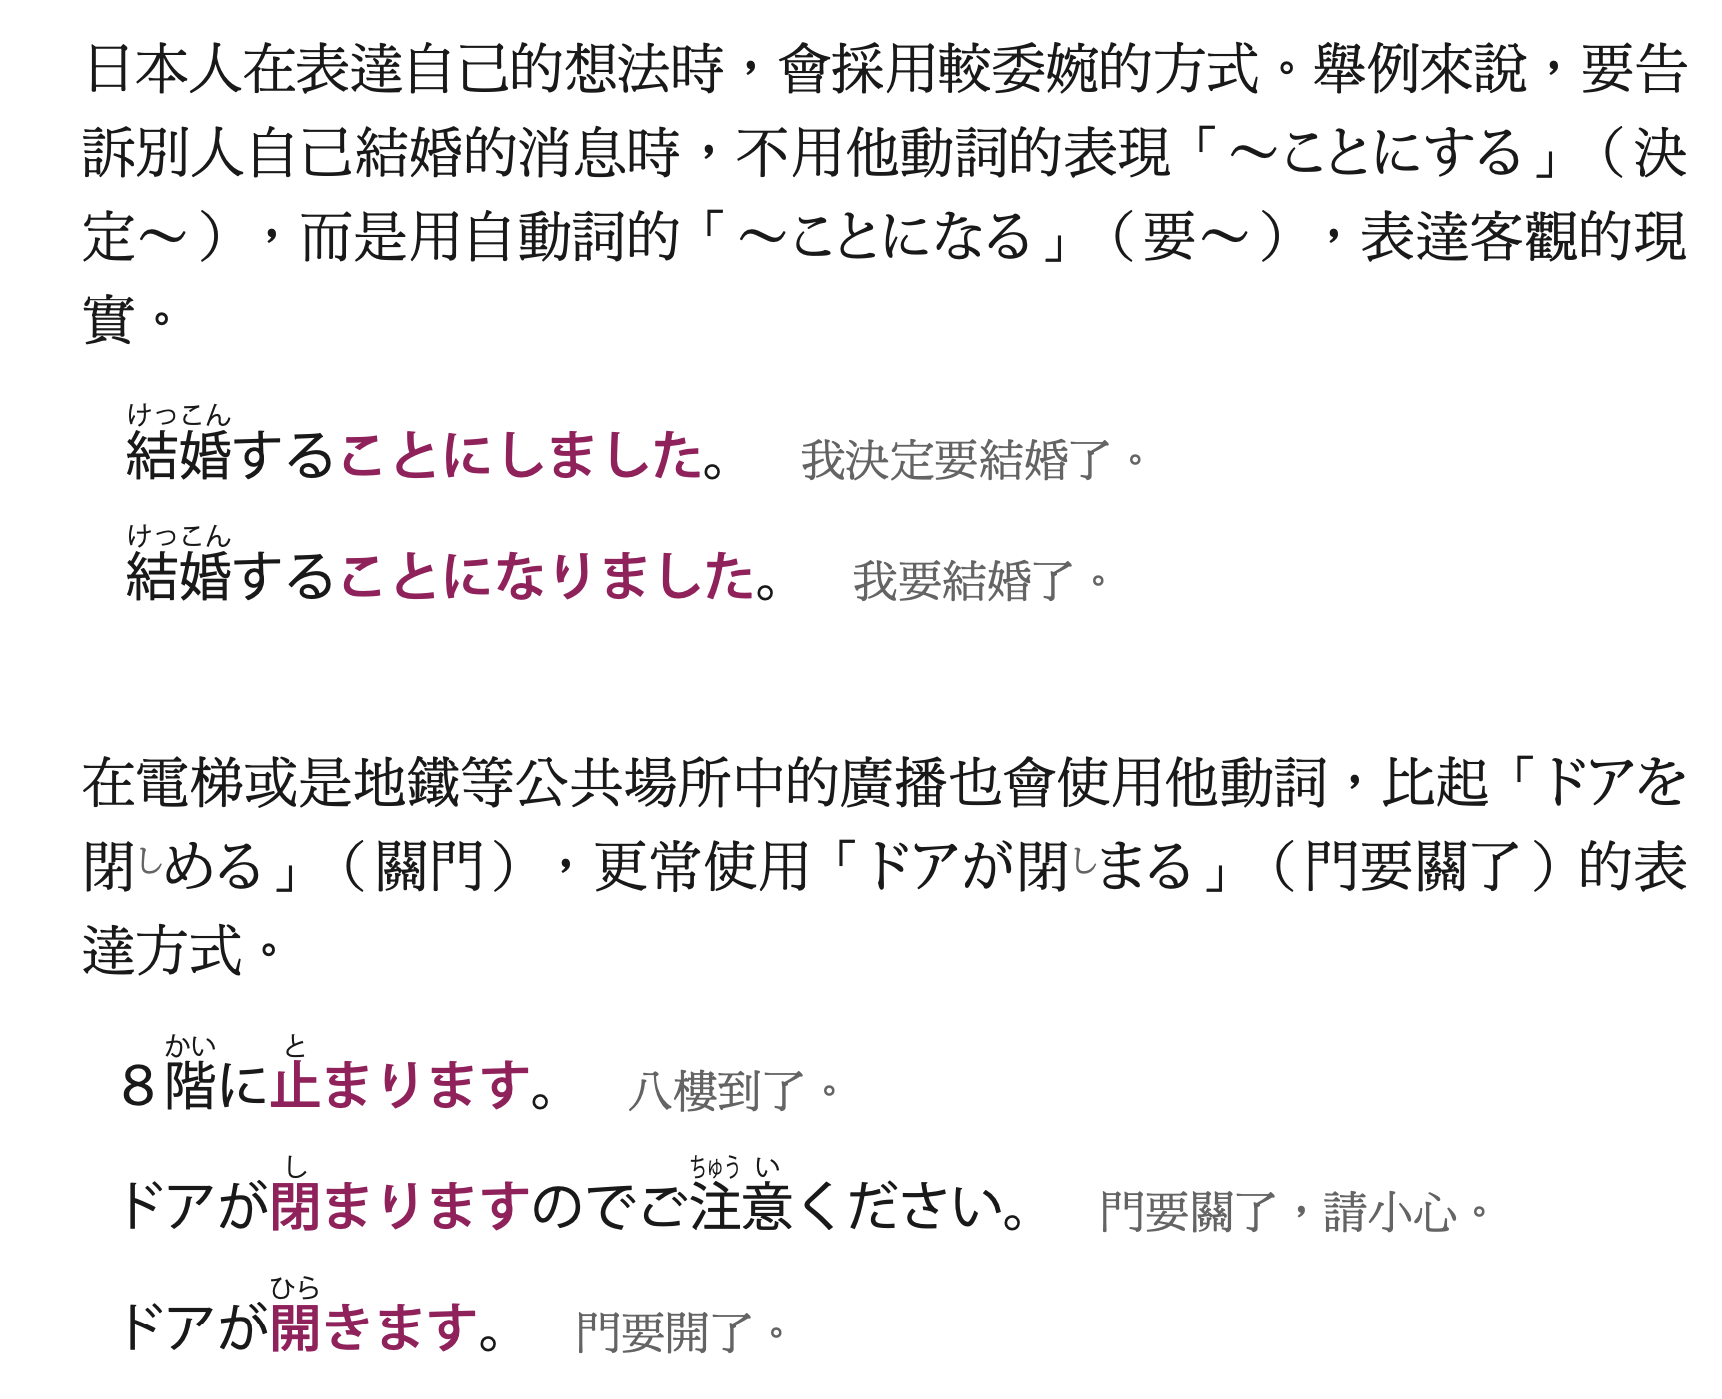 日本人在表達自己的想法時，會採用較委婉的方式。舉例來說，要告
訴別人自己結婚的消息時，不用他動詞的表現「～ことにする」（決
定～），而是用自動詞的「～ことになる」（要～），表達客觀的現
實。
けっこん
結婚することにしました。 我決定要結婚了。
けっこん
結婚することになりました。 我要結婚了。
在電梯或是地鐵等公共場所中的廣播也會使用他動詞，比起「ドアを
閉しめる」（關門），更常使用「ドアが閉しまる」（門要關了）的表
達方式。
かい と
８階に止まります。 八樓到了。
し ちゅう い
ドアが閉まりますのでご注意ください。 門要關了，請小心。
ひら
ドアが開きます。 門要開了。